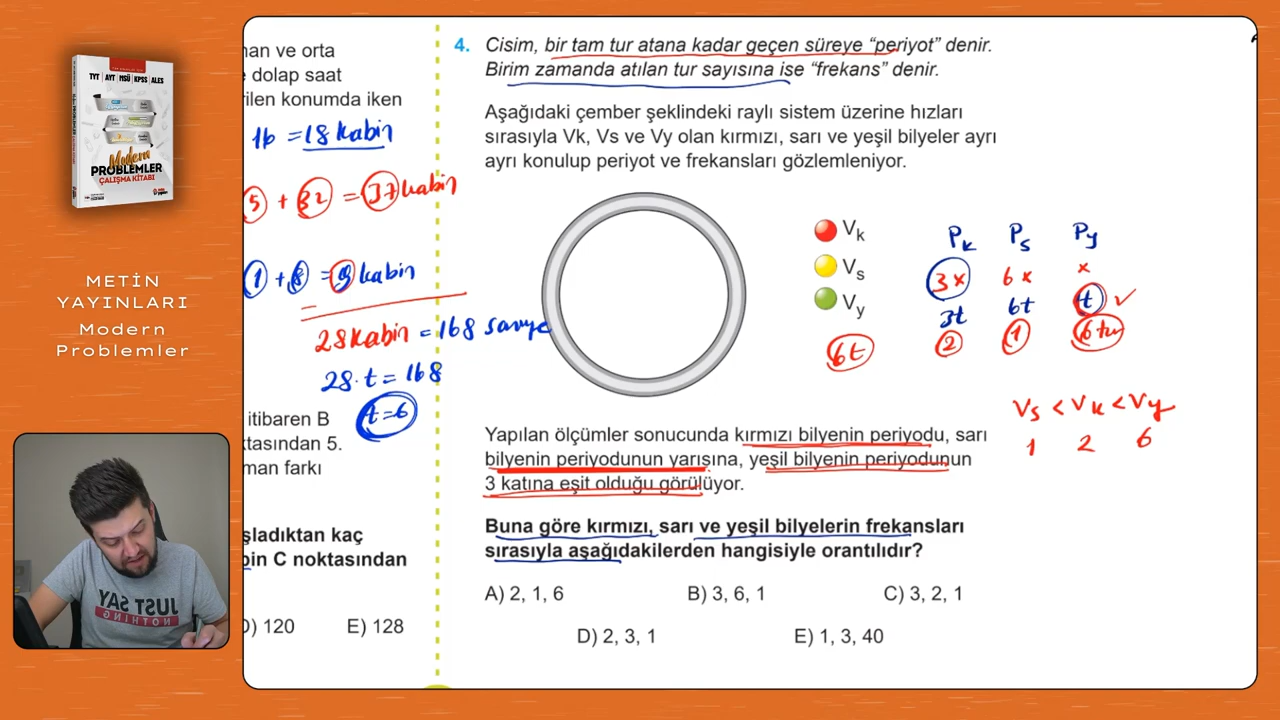 TYT | AYT | MSÜ | KPSS | ALES
Modern
PROBLEMLER
ÇALIŞMA KİTABI
METİN
YAYINLARI
Modern
Problemler
nan ve orta
e dolap saat
rilen konumda iken
16 = 18 kabin
5 + 32 = 37 kabin
1 + 8 = 9 kabin
28 kabin = 168 saniye
28 · t = 168
t = 6
itibaren B
ktasından 5.
man farkı
şladıktan kaç
bin C noktasından
D) 120 E) 128
4. Cisim, bir tam tur atana kadar geçen süreye “periyot” denir.
Birim zamanda atılan tur sayısına ise “frekans” denir.
Aşağıdaki çember şeklindeki raylı sistem üzerine hızları
sırasıyla Vk, Vs ve Vy olan kırmızı, sarı ve yeşil bilyeler ayrı
ayrı konulup periyot ve frekansları gözlemleniyor.
Vk
Vs
Vy
Pk Ps Py
3x 6x x
3t 6t t ✓
6t 2 1 6 tur
Vs < Vk < Vy
1 2 6
Yapılan ölçümler sonucunda kırmızı bilyenin periyodu, sarı
bilyenin periyodunun yarısına, yeşil bilyenin periyodunun
3 katına eşit olduğu görülüyor.
Buna göre kırmızı, sarı ve yeşil bilyelerin frekansları
sırasıyla aşağıdakilerden hangisiyle orantılıdır?
A) 2, 1, 6 B) 3, 6, 1 C) 3, 2, 1
D) 2, 3, 1 E) 1, 3, 40
JUST SAY
NOTHING